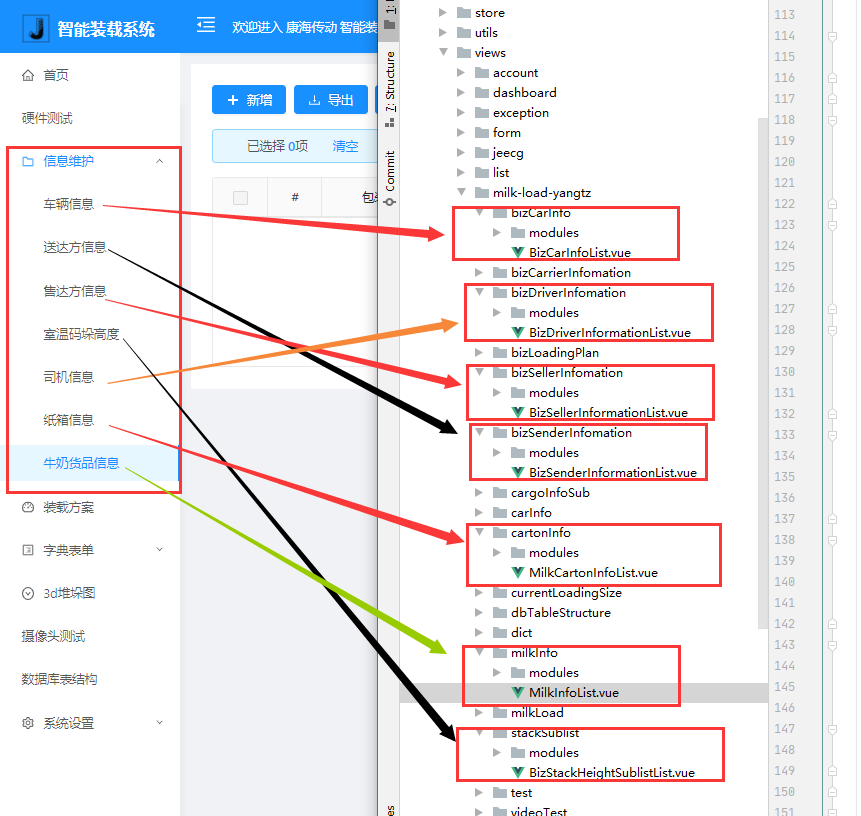 智能装载系统
欢迎进入 康海传动 智能装
首页
硬件测试
信息维护
车辆信息
送达方信息
售达方信息
室温码垛高度
司机信息
纸箱信息
牛奶货品信息
装载方案
字典表单
3d堆垛图
摄像头测试
数据库表结构
系统设置
新增
导出
已选择 0项 清空
#
1:
7: Structure
Commit
store
utils
views
account
dashboard
exception
form
jeecg
list
milk-load-yangtz
bizCarInfo
modules
BizCarInfoList.vue
bizCarrierInfomation
bizDriverInfomation
modules
BizDriverInformationList.vue
bizLoadingPlan
bizSellerInfomation
modules
BizSellerInformationList.vue
bizSenderInfomation
modules
BizSenderInformationList.vue
cargoInfoSub
carInfo
cartonInfo
modules
MilkCartonInfoList.vue
currentLoadingSize
dbTableStructure
dict
milkInfo
modules
MilkInfoList.vue
milkLoad
stackSublist
modules
BizStackHeightSublistList.vue
test
videoTest
113
114
115
116
117
118
119
120
121
122
123
124
125
126
127
128
129
130
131
132
133
134
135
136
137
138
139
140
141
142
143
144
145
146
147
148
149
150
151